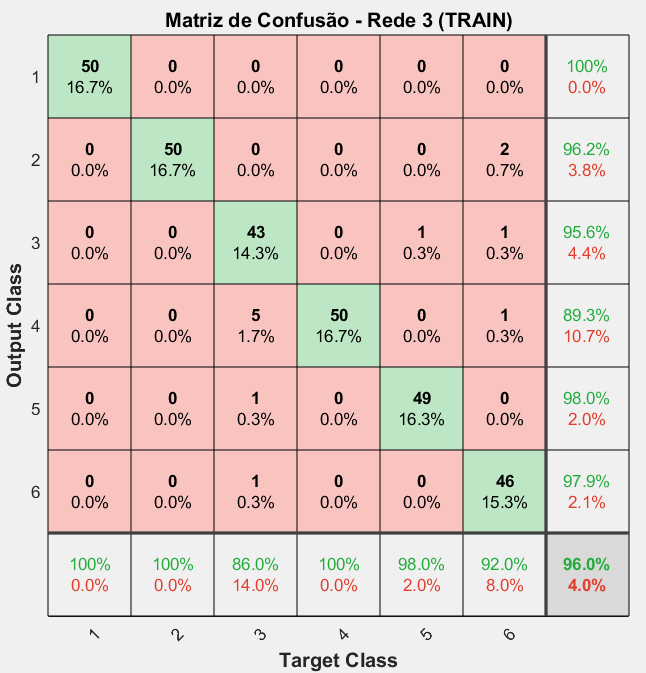 Matriz de Confusão - Rede 3 (TRAIN)
1 50 0 0 0 0 0 100%
16.7% 0.0% 0.0% 0.0% 0.0% 0.0% 0.0%
2 0 50 0 0 0 2 96.2%
0.0% 16.7% 0.0% 0.0% 0.0% 0.7% 3.8%
3 0 0 43 0 1 1 95.6%
0.0% 0.0% 14.3% 0.0% 0.3% 0.3% 4.4%
4 0 0 5 50 0 1 89.3%
0.0% 0.0% 1.7% 16.7% 0.0% 0.3% 10.7%
5 0 0 1 0 49 0 98.0%
0.0% 0.0% 0.3% 0.0% 16.3% 0.0% 2.0%
6 0 0 1 0 0 46 97.9%
0.0% 0.0% 0.3% 0.0% 0.0% 15.3% 2.1%
100% 100% 86.0% 100% 98.0% 92.0% 96.0%
0.0% 0.0% 14.0% 0.0% 2.0% 8.0% 4.0%
1 2 3 4 5 6
Target Class
Output Class